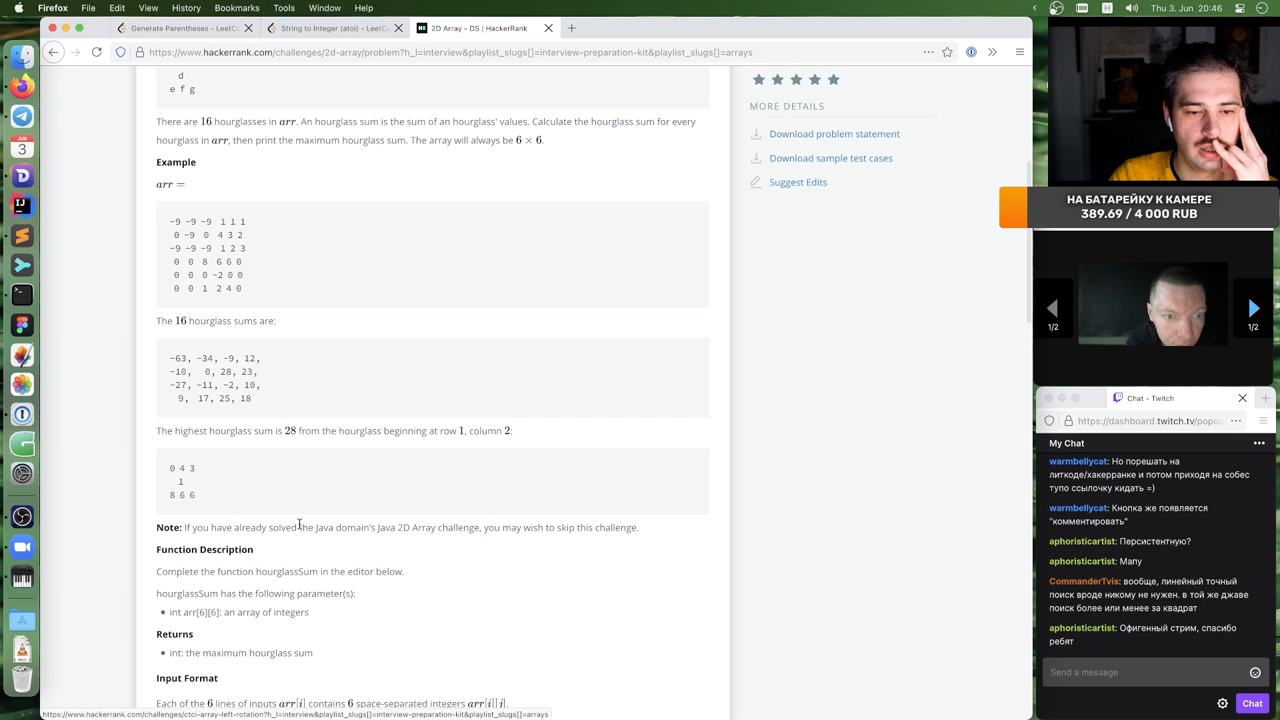 Firefox File Edit View History Bookmarks Tools Window Help
Generate Parentheses – LeetC
String to Integer (atoi) – LeetC
2D Array – DS | HackerRank
https://www.hackerrank.com/challenges/2d-array/problem?h_l=interview&playlist_slugs[]=interview-preparation-kit&playlist_slugs[]=arrays
d
e f g
There are 16 hourglasses in arr. An hourglass sum is the sum of an hourglass' values. Calculate the hourglass sum for every
hourglass in arr, then print the maximum hourglass sum. The array will always be 6 × 6.
Example
arr =
-9 -9 -9 1 1 1
0 -9 0 4 3 2
-9 -9 -9 1 2 3
0 0 8 6 6 0
0 0 0 -2 0 0
0 0 1 2 4 0
The 16 hourglass sums are:
-63, -34, -9, 12,
-10, 0, 28, 23,
-27, -11, -2, 10,
9, 17, 25, 18
The highest hourglass sum is 28 from the hourglass beginning at row 1, column 2:
0 4 3
1
8 6 6
Note: If you have already solved the Java domain's Java 2D Array challenge, you may wish to skip this challenge.
Function Description
Complete the function hourglassSum in the editor below.
hourglassSum has the following parameter(s):
int arr[6][6]: an array of integers
Returns
int: the maximum hourglass sum
Input Format
Each of the 6 lines of inputs arr[i] contains 6 space-separated integers arr[i][j].
https://www.hackerrank.com/challenges/ctci-array-left-rotation?h_l=interview&playlist_slugs[]=interview-preparation-kit&playlist_slugs[]=arrays
MORE DETAILS
Download problem statement
Download sample test cases
Suggest Edits
JUN
3
НА БАТАРЕЙКУ К КАМЕРЕ
389.69 / 4 000 RUB
1/2
1/2
Chat – Twitch
https://dashboard.twitch.tv/popou
My Chat
warmbellycat: Но порешать на
литкоде/хакерранке и потом приходя на собес
тупо ссылочку кидать =)
warmbellycat: Кнопка же появляется
"комментировать"
aphoristicartist: Персистентную?
aphoristicartist: Мапу
CommanderTvis: вообще, линейный точный
поиск вроде никому не нужен. в той же джаве
поиск более или менее за квадрат
aphoristicartist: Офигенный стрим, спасибо
ребят
Send a message
Chat